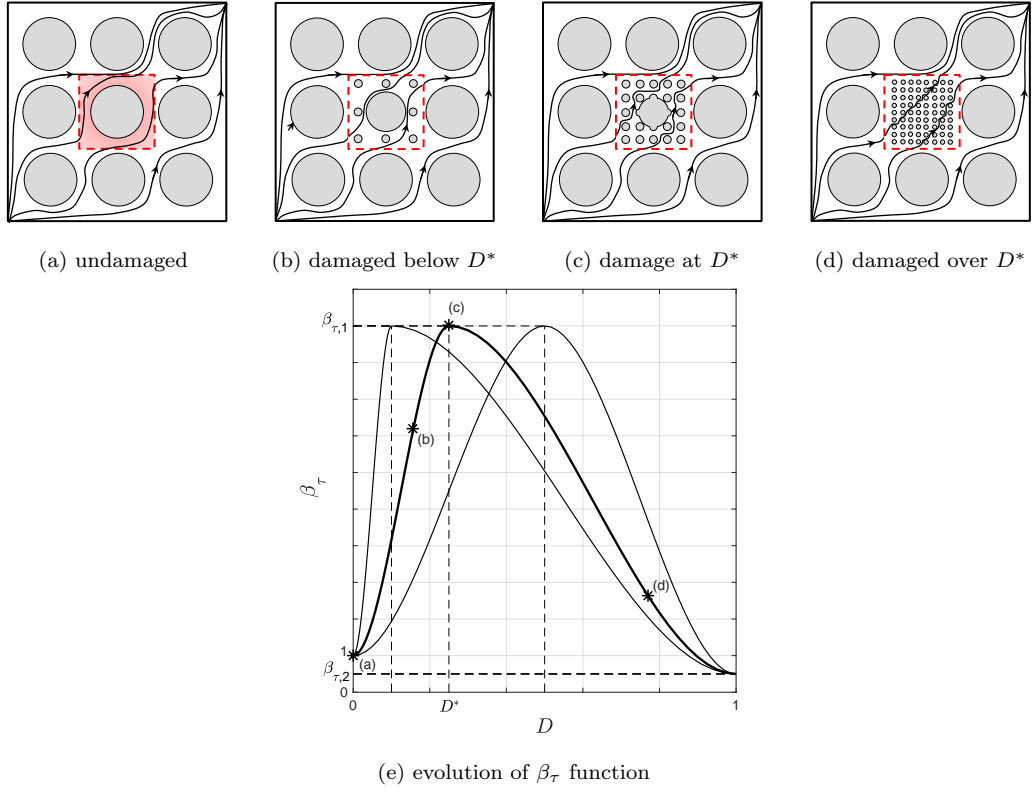 (a) undamaged
(b) damaged below D*
(c) damage at D*
(d) damaged over D*
β_τ,1
(c)
(b)
β_τ
(d)
1
(a)
β_τ,2
0
0
D*
1
D
(e) evolution of β_τ function